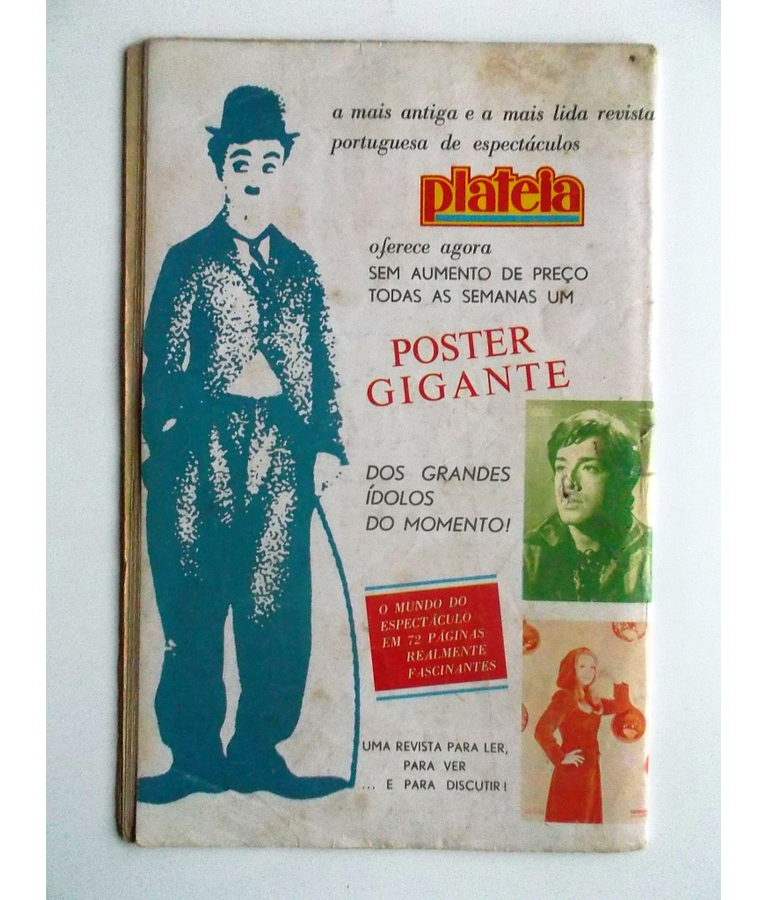 a mais antiga e a mais lida revista
portuguesa de espectáculos
plateia
oferece agora
SEM AUMENTO DE PREÇO
TODAS AS SEMANAS UM
POSTER
GIGANTE
DOS GRANDES
ÍDOLOS
DO MOMENTO!
O MUNDO DO
ESPECTÁCULO
EM 72 PÁGINAS
REALMENTE
FASCINANTES
UMA REVISTA PARA LER,
PARA VER
... E PARA DISCUTIR!